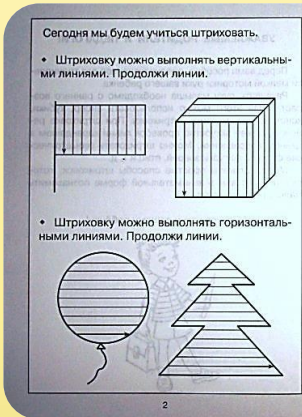 Сегодня мы будем учиться штриховать.
• Штриховку можно выполнять вертикальны-
ми линиями. Продолжи линии.
• Штриховку можно выполнять горизонталь-
ными линиями. Продолжи линии.
2